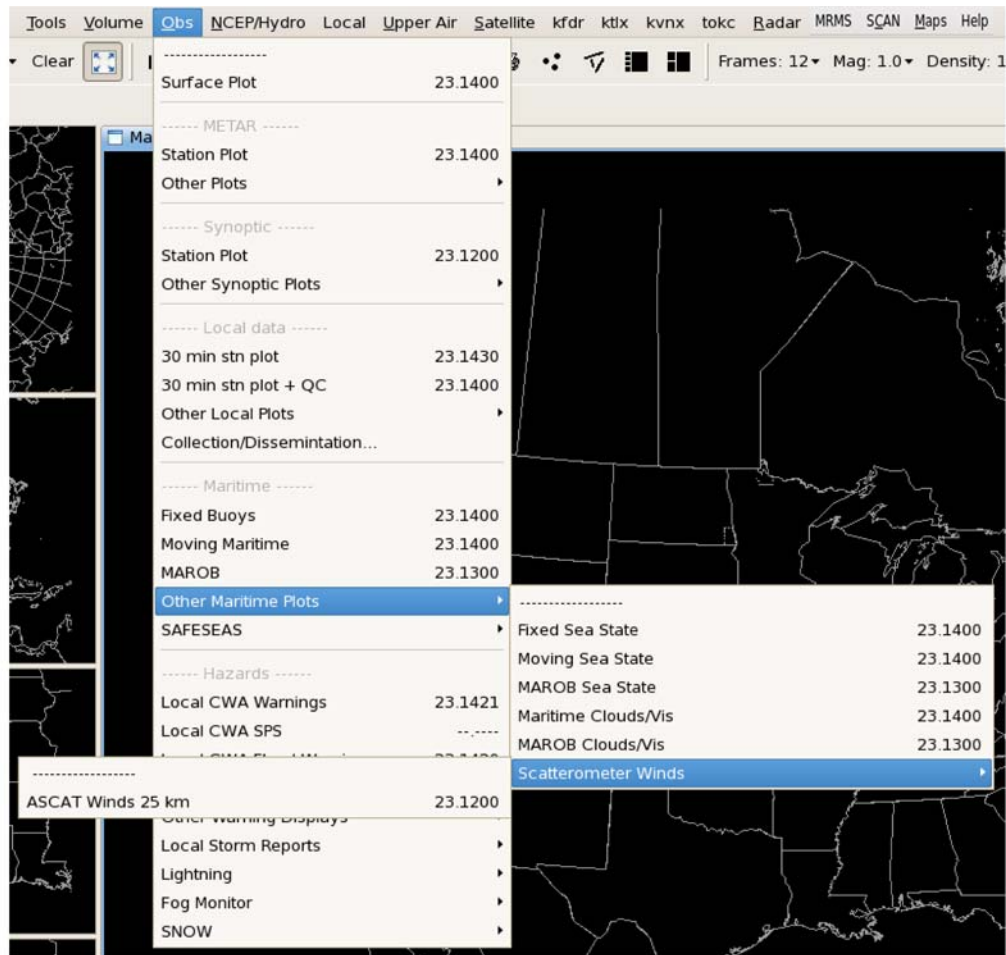 Tools Volume Obs NCEP/Hydro Local Upper Air Satellite kfdr ktlx kvnx tokc Radar MRMS SCAN Maps Help
Clear Frames: 12 Mag: 1.0 Density: 1
------------------
Surface Plot 23.1400
------ METAR ------
Station Plot 23.1400
Other Plots
------ Synoptic ------
Station Plot 23.1200
Other Synoptic Plots
------ Local data ------
30 min stn plot 23.1430
30 min stn plot + QC 23.1400
Other Local Plots
Collection/Dissemintation...
------ Maritime ------
Fixed Buoys 23.1400
Moving Maritime 23.1400
MAROB 23.1300
Other Maritime Plots
SAFESEAS
------ Hazards ------
Local CWA Warnings 23.1421
Local CWA SPS --.----
Other Warning Displays
Local Storm Reports
Lightning
Fog Monitor
SNOW
------------------
Fixed Sea State 23.1400
Moving Sea State 23.1400
MAROB Sea State 23.1300
Maritime Clouds/Vis 23.1400
MAROB Clouds/Vis 23.1300
Scatterometer Winds
------------------
ASCAT Winds 25 km 23.1200
Ma